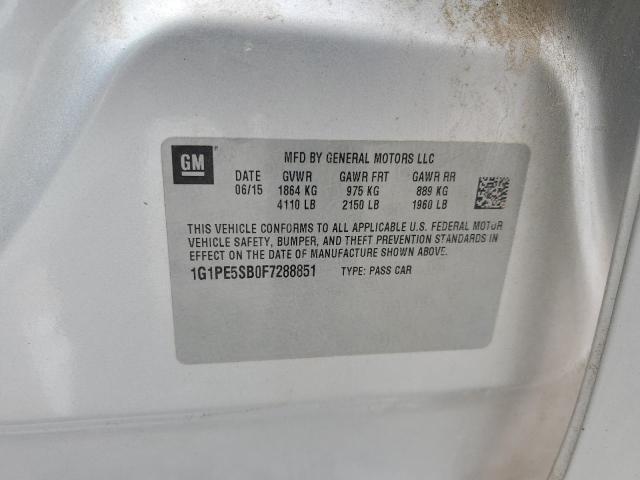 GM
MFD BY GENERAL MOTORS LLC
DATE GVWR GAWR FRT GAWR RR
06/15 1864 KG 975 KG 889 KG
4110 LB 2150 LB 1960 LB
THIS VEHICLE CONFORMS TO ALL APPLICABLE U.S. FEDERAL MOTOR
VEHICLE SAFETY, BUMPER, AND THEFT PREVENTION STANDARDS IN
EFFECT ON THE DATE OF MANUFACTURE SHOWN ABOVE.
1G1PE5SB0F7288851 TYPE: PASS CAR